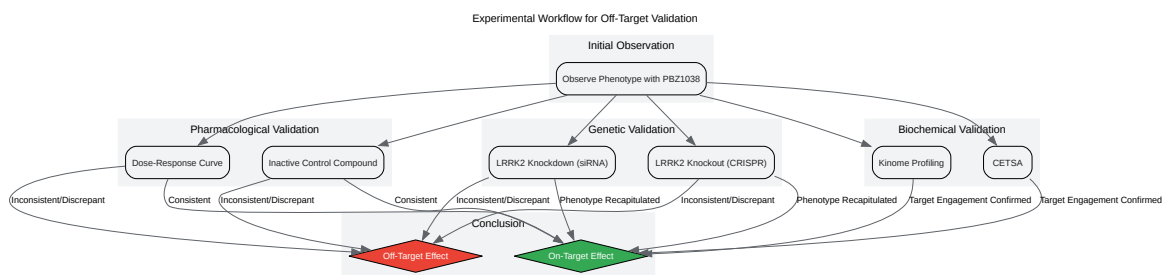 Experimental Workflow for Off-Target Validation
Initial Observation
Observe Phenotype with PBZ1038
Pharmacological Validation
Genetic Validation
Biochemical Validation
Dose-Response Curve
Inactive Control Compound
LRRK2 Knockdown (siRNA)
LRRK2 Knockout (CRISPR)
Kinome Profiling
CETSA
Inconsistent/Discrepant
Consistent
Inconsistent/Discrepant
Consistent
Inconsistent/Discrepant
Phenotype Recapitulated
Inconsistent/Discrepant
Phenotype Recapitulated
Target Engagement Confirmed
Target Engagement Confirmed
Conclusion
Off-Target Effect
On-Target Effect